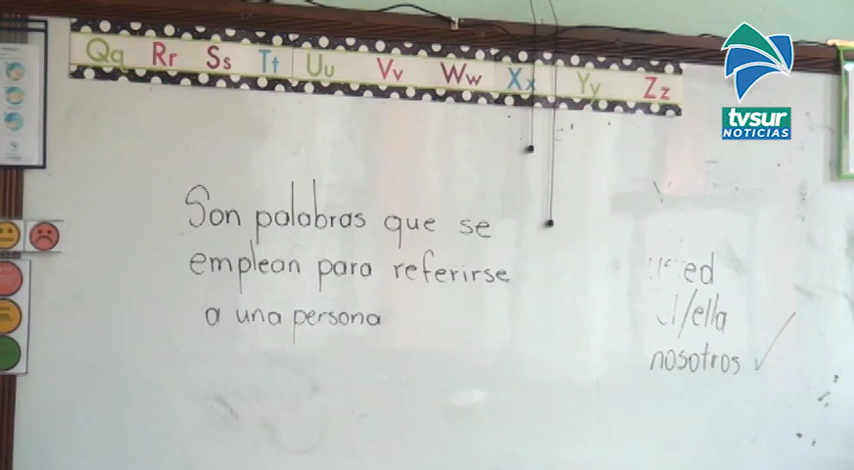 Qq Rr Ss Tt Uu Vv Ww Xx Yy Zz
tvsur
NOTICIAS
Son palabras que se
emplean para referirse
a una persona
/ella
nosotros